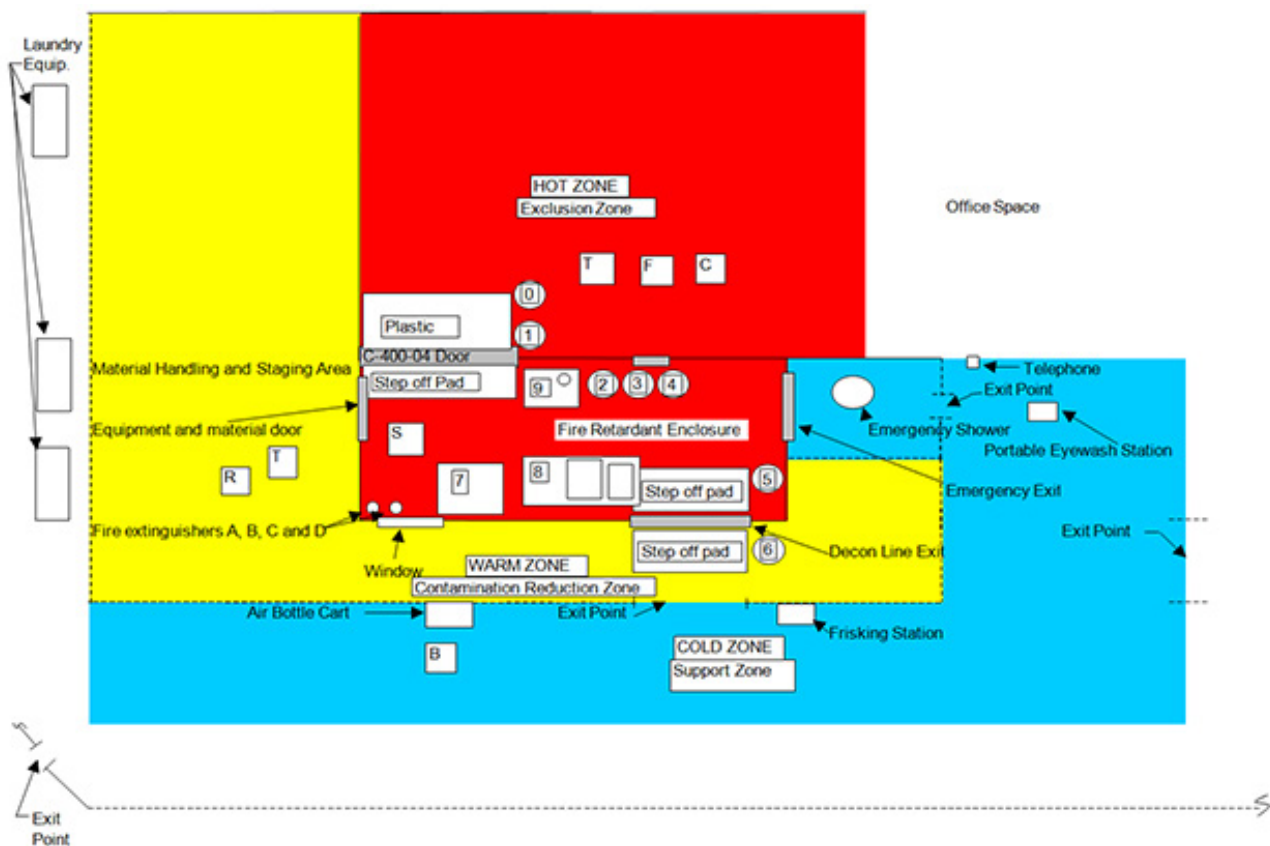 Laundry
Equip.
HOT ZONE
Exclusion Zone
Office Space
T
F
C
0
Plastic
1
C-400-04 Door
Material Handling and Staging Area
Step off Pad
9
2
3
4
Telephone
Exit Point
Equipment and material door
S
Fire Retardant Enclosure
Emergency Shower
Portable Eyewash Station
T
R
7
8
Step off pad
5
Emergency Exit
Fire extinguishers A, B, C and D
Step off pad
6
Decon Line Exit
Exit Point
Window
WARM ZONE
Contamination Reduction Zone
Air Bottle Cart
Exit Point
Frisking Station
B
COLD ZONE
Support Zone
Exit
Point